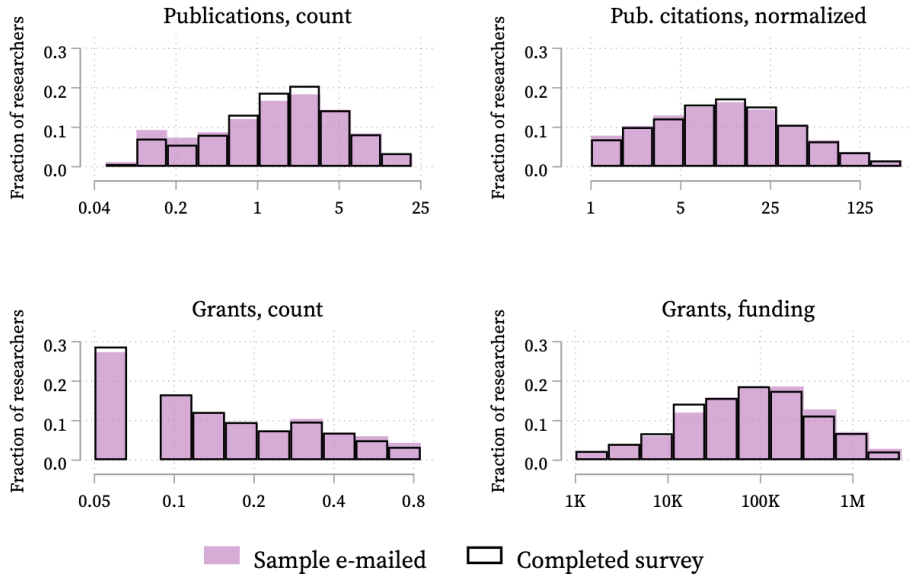 Publications, count
Fraction of researchers
0.3
0.2
0.1
0.0
0.04 0.2 1 5 25
Pub. citations, normalized
Fraction of researchers
0.3
0.2
0.1
0.0
1 5 25 125
Grants, count
Fraction of researchers
0.3
0.2
0.1
0.0
0.05 0.1 0.2 0.4 0.8
Grants, funding
Fraction of researchers
0.3
0.2
0.1
0.0
1K 10K 100K 1M
Sample e-mailed Completed survey